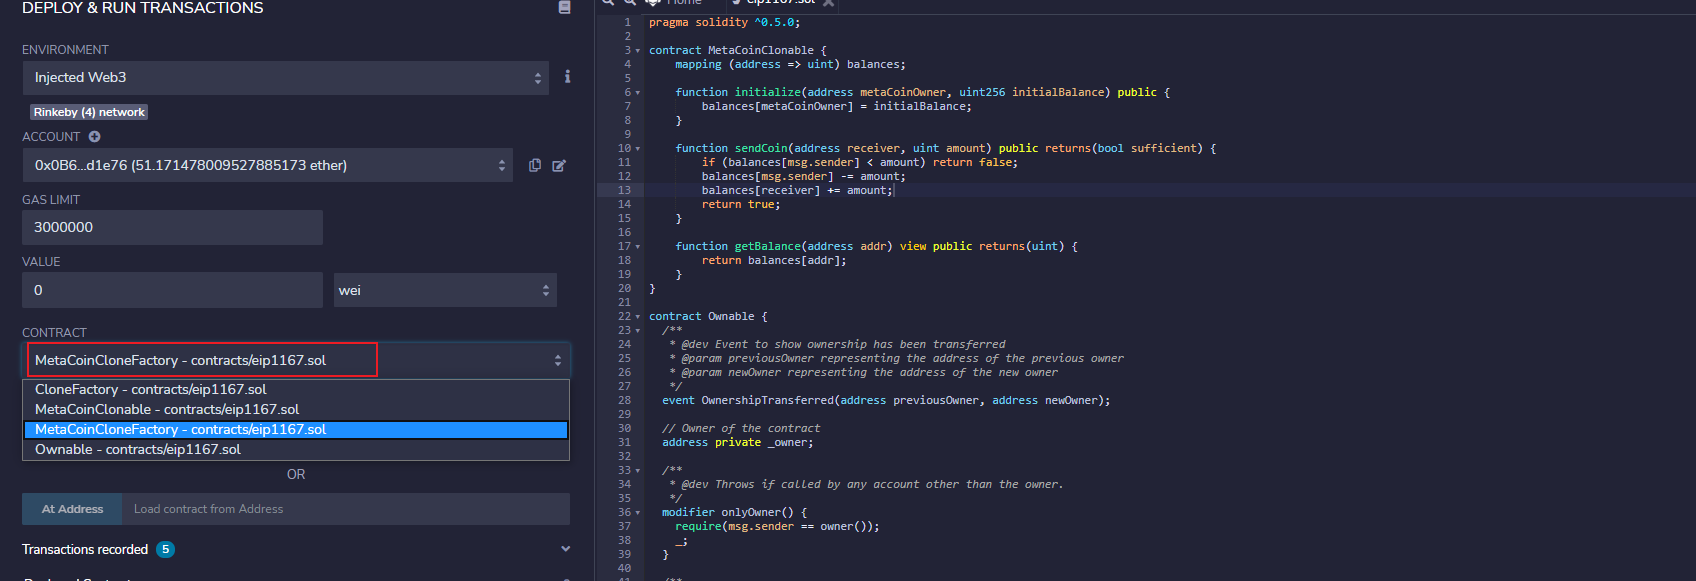 DEPLOY & RUN TRANSACTIONS
ENVIRONMENT
Injected Web3
Rinkeby (4) network
ACCOUNT
0x0B6...d1e76 (51.171478009527885173 ether)
GAS LIMIT
3000000
VALUE
0
wei
CONTRACT
MetaCoinCloneFactory - contracts/eip1167.sol
CloneFactory - contracts/eip1167.sol
MetaCoinClonable - contracts/eip1167.sol
MetaCoinCloneFactory - contracts/eip1167.sol
Ownable - contracts/eip1167.sol
OR
At Address
Load contract from Address
Transactions recorded 5
Home
eip1167.sol
1 pragma solidity ^0.5.0;
2
3 contract MetaCoinClonable {
4 mapping (address => uint) balances;
5
6 function initialize(address metaCoinOwner, uint256 initialBalance) public {
7 balances[metaCoinOwner] = initialBalance;
8 }
9
10 function sendCoin(address receiver, uint amount) public returns(bool sufficient) {
11 if (balances[msg.sender] < amount) return false;
12 balances[msg.sender] -= amount;
13 balances[receiver] += amount;
14 return true;
15 }
16
17 function getBalance(address addr) view public returns(uint) {
18 return balances[addr];
19 }
20 }
21
22 contract Ownable {
23 /**
24 * @dev Event to show ownership has been transferred
25 * @param previousOwner representing the address of the previous owner
26 * @param newOwner representing the address of the new owner
27 */
28 event OwnershipTransferred(address previousOwner, address newOwner);
29
30 // Owner of the contract
31 address private _owner;
32
33 /**
34 * @dev Throws if called by any account other than the owner.
35 */
36 modifier onlyOwner() {
37 require(msg.sender == owner());
38 _;
39 }
40